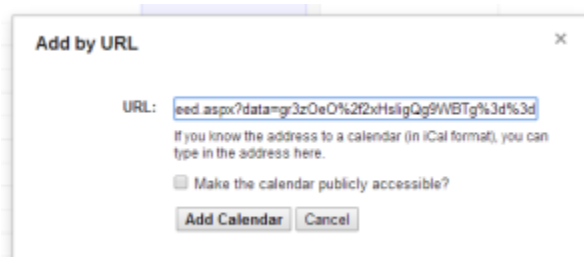 Add by URL
×
URL: eed.aspx?data=gr3zOeO%2f2xHsligQg9WBTg%3d%3d
If you know the address to a calendar (in iCal format), you can
type in the address here.
Make the calendar publicly accessible?
Add Calendar Cancel